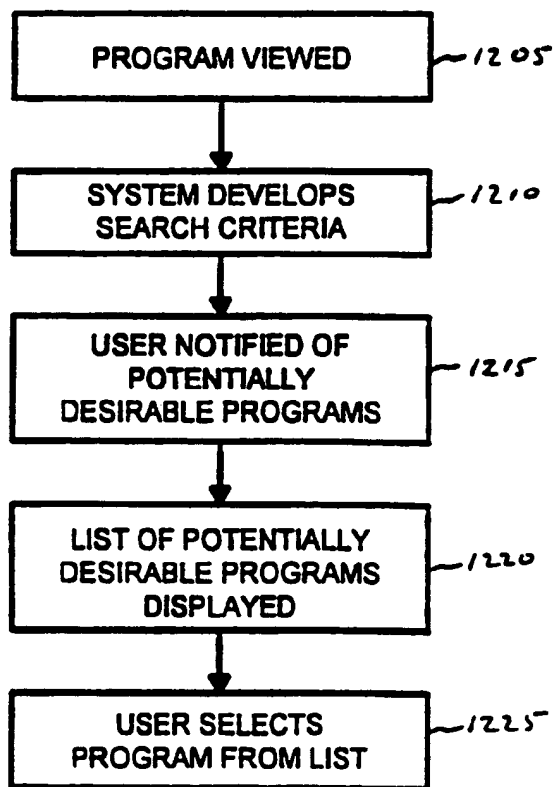 PROGRAM VIEWED
1205
SYSTEM DEVELOPS
SEARCH CRITERIA
1210
USER NOTIFIED OF
POTENTIALLY
DESIRABLE PROGRAMS
1215
LIST OF POTENTIALLY
DESIRABLE PROGRAMS
DISPLAYED
1220
USER SELECTS
PROGRAM FROM LIST
1225